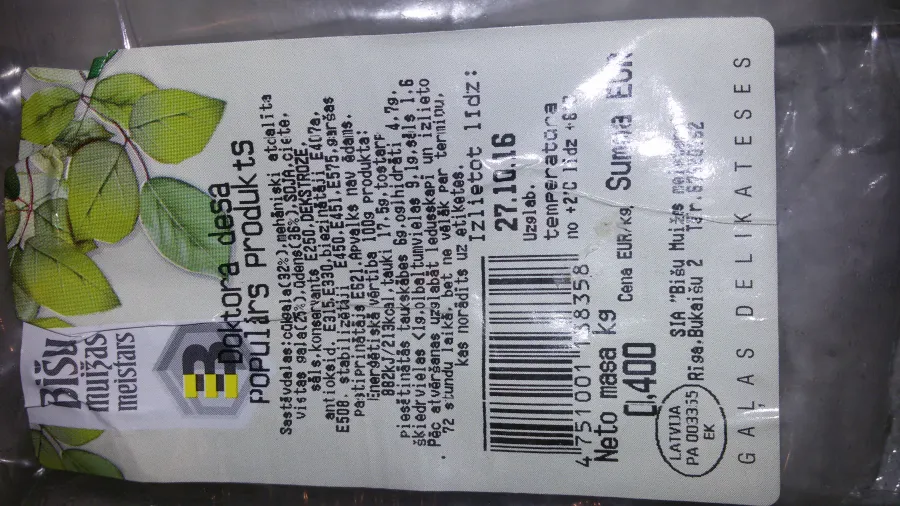 Bišu
muižas
meistars
Doktora desa
populārs produkts
Sastāvdaļas:cūkgaļa(32%),mehāniski atdalīta
vistas gaļa(25%),ūdens(26%),SOJA,ciete,
sāls,konservants E250,DEKSTROZE,
antioksid. E315,E330,biezinātāji E407a,
E508, stabilizētāji E450,E451,E575,garšas
pastiprinātājs E621.Apvalks nav ēdams.
Enerģētiskā vērtība 100g produkta:
882kJ/213kcal,tauki 17.5g,tostarp
piesātinātās taukskābes 6g,ogļhidrāti 4.7g,
šķiedrvielas <1g,olbaltumvielas 9.1g,sāls 1.6
Pēc atvēršanas uzglabāt ledusskapī un izlietot
72 stundu laikā, bet ne vēlāk par termiņu,
kas norādīts uz etiķetes.
Izlietot līdz:
27.10.16
Uzglab.
temperatūra
no +2°C līdz +6°
4 751001
Neto masa kg
Cena EUR/kg.
Summa EUR
0,400
SIA "Bišu Muižas
Rīga,Bukaišu 2
LATVIJA
PA 003335
EK
GAĻAS DELIKATESES